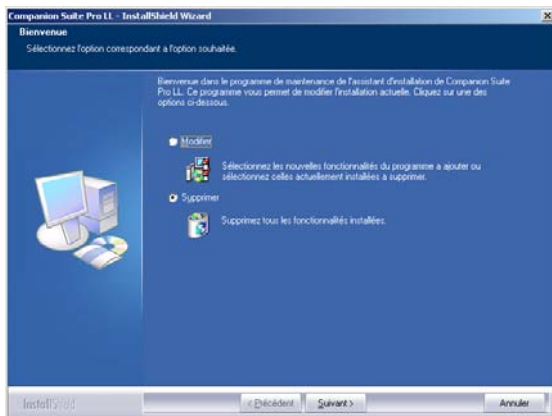 Companion Suite Pro LL - InstallShield Wizard
Bienvenue
Sélectionnez l'option correspondant a l'option souhaitée.
Bienvenue dans le programme de maintenance de l'assistant d'installation de Companion Suite
Pro LL. Ce programme vous permet de modifier l'installation actuelle. Cliquez sur une des
options ci-dessous.
Modifier
Sélectionnez les nouvelles fonctionnalités du programme a ajouter ou
sélectionnez celles actuellement installées a supprimer.
Supprimer
Supprimez tous les fonctionnalités installées.
InstallShield
< Précédent Suivant > Annuler